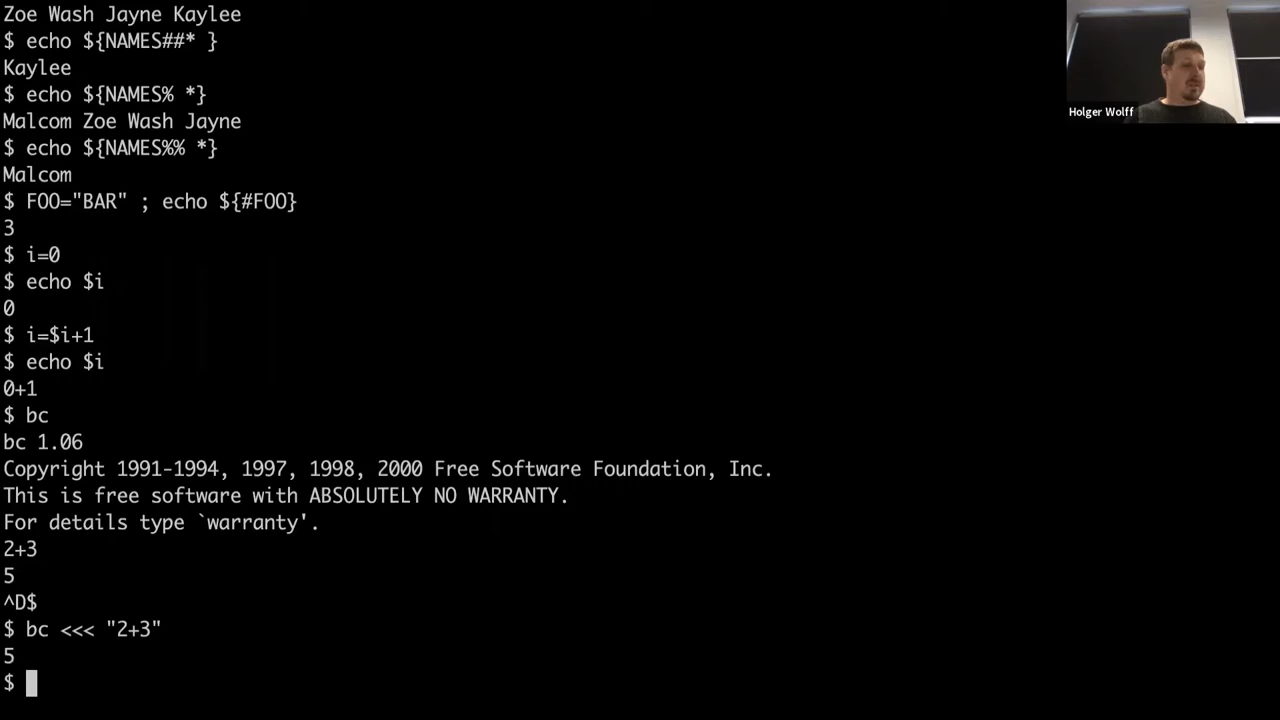 Zoe Wash Jayne Kaylee
$ echo ${NAMES##* }
Kaylee
$ echo ${NAMES% *}
Malcom Zoe Wash Jayne
$ echo ${NAMES%% *}
Malcom
$ FOO="BAR" ; echo ${#FOO}
3
$ i=0
$ echo $i
0
$ i=$i+1
$ echo $i
0+1
$ bc
bc 1.06
Copyright 1991-1994, 1997, 1998, 2000 Free Software Foundation, Inc.
This is free software with ABSOLUTELY NO WARRANTY.
For details type `warranty'.
2+3
5
^D$
$ bc <<< "2+3"
5
$
Holger Wolff